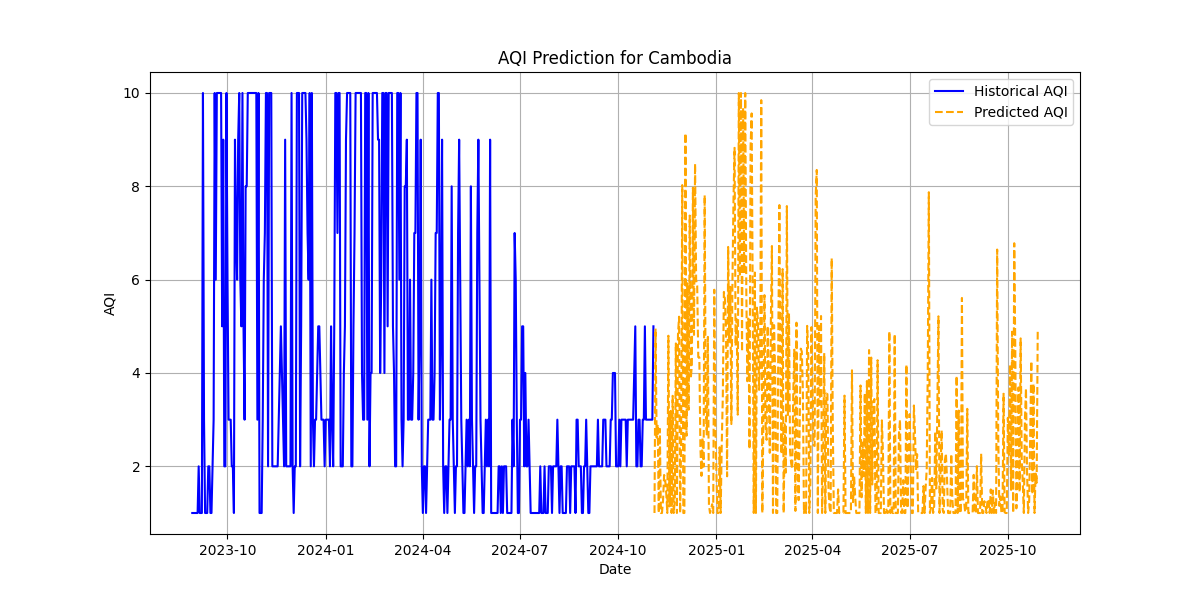 AQI Prediction for Cambodia
Historical AQI
Predicted AQI
10
8
6
4
2
AQI
2023-10
2024-01
2024-04
2024-07
2024-10
2025-01
2025-04
2025-07
2025-10
Date